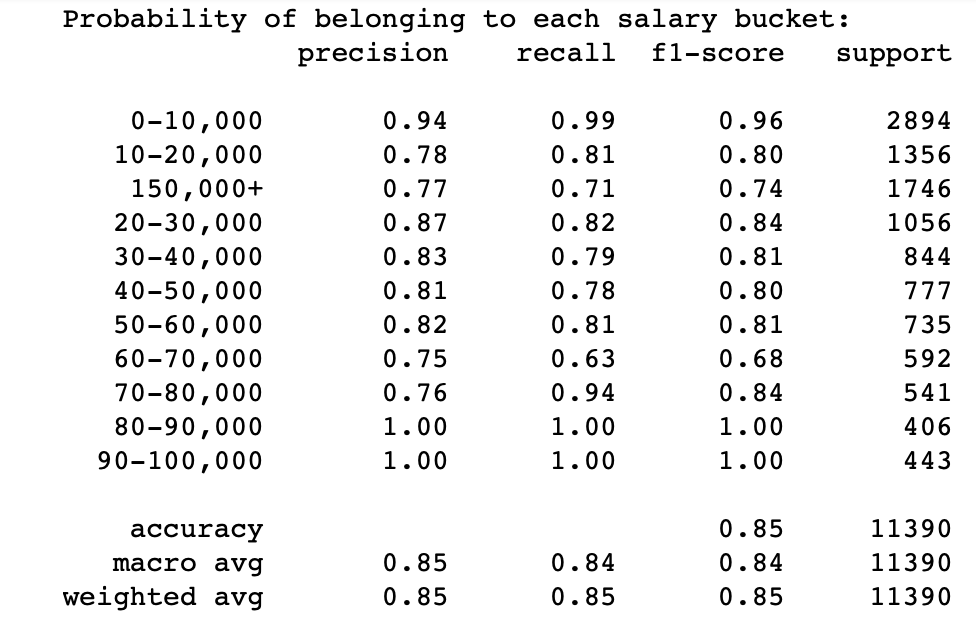 Probability of belonging to each salary bucket:
precision recall f1-score support
0-10,000 0.94 0.99 0.96 2894
10-20,000 0.78 0.81 0.80 1356
150,000+ 0.77 0.71 0.74 1746
20-30,000 0.87 0.82 0.84 1056
30-40,000 0.83 0.79 0.81 844
40-50,000 0.81 0.78 0.80 777
50-60,000 0.82 0.81 0.81 735
60-70,000 0.75 0.63 0.68 592
70-80,000 0.76 0.94 0.84 541
80-90,000 1.00 1.00 1.00 406
90-100,000 1.00 1.00 1.00 443
accuracy 0.85 11390
macro avg 0.85 0.84 0.84 11390
weighted avg 0.85 0.85 0.85 11390